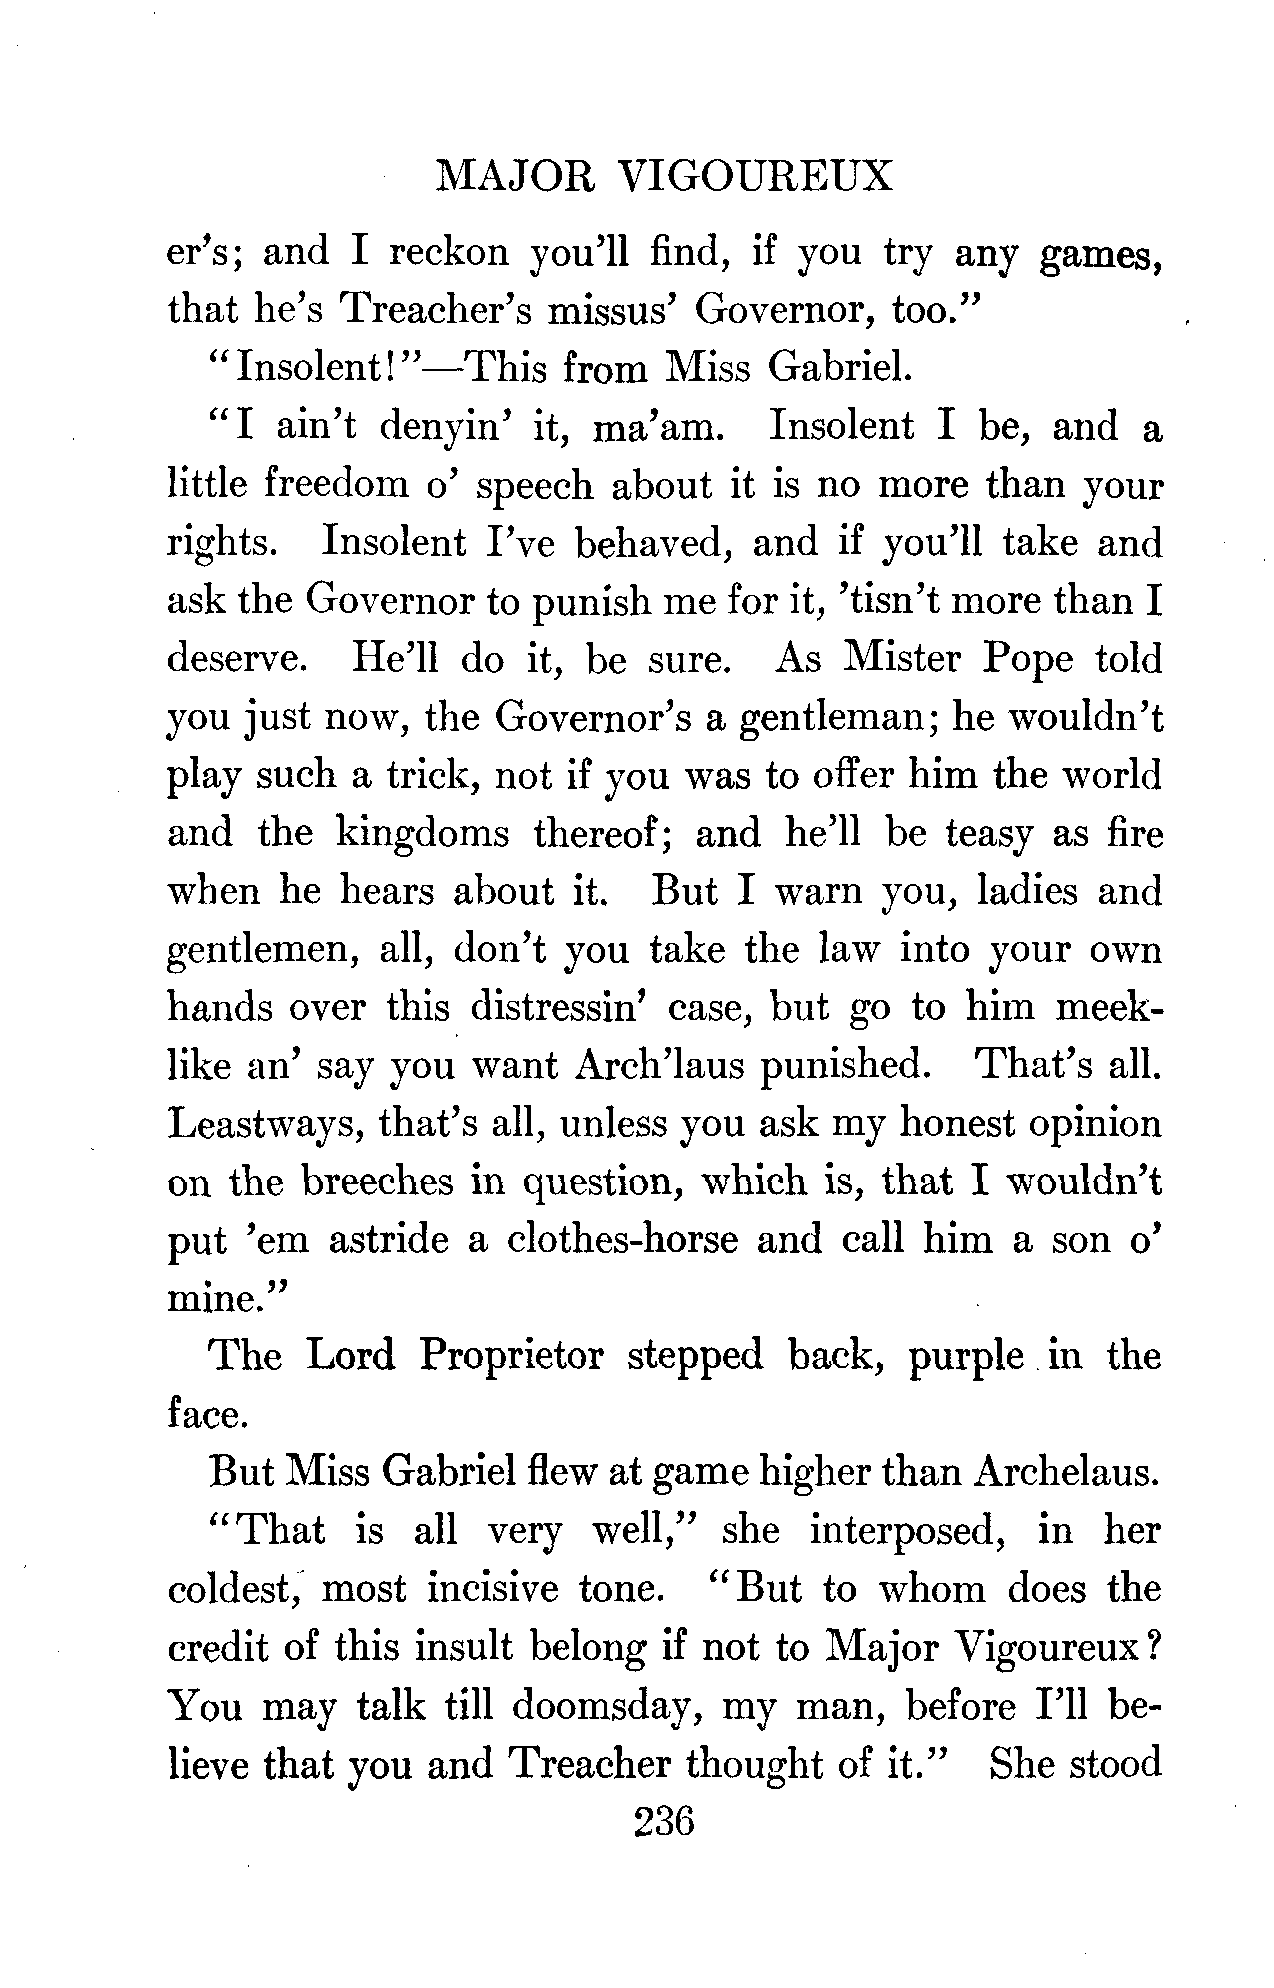 MAJOR VIGOUREUX
er's; and I reckon you'll find, if you try any games,
that he's Treacher's missus' Governor, too."
"Insolent!"—This from Miss Gabriel.
"I ain't denyin' it, ma'am. Insolent I be, and a
little freedom o' speech about it is no more than your
rights. Insolent I've behaved, and if you'll take and
ask the Governor to punish me for it, 'tisn't more than I
deserve. He'll do it, be sure. As Mister Pope told
you just now, the Governor's a gentleman; he wouldn't
play such a trick, not if you was to offer him the world
and the kingdoms thereof; and he'll be teasy as fire
when he hears about it. But I warn you, ladies and
gentlemen, all, don't you take the law into your own
hands over this distressin' case, but go to him meek-
like an' say you want Arch'laus punished. That's all.
Leastways, that's all, unless you ask my honest opinion
on the breeches in question, which is, that I wouldn't
put 'em astride a clothes-horse and call him a son o'
mine."
The Lord Proprietor stepped back, purple in the
face.
But Miss Gabriel flew at game higher than Archelaus.
"That is all very well," she interposed, in her
coldest, most incisive tone. "But to whom does the
credit of this insult belong if not to Major Vigoureux?
You may talk till doomsday, my man, before I'll be-
lieve that you and Treacher thought of it." She stood
236